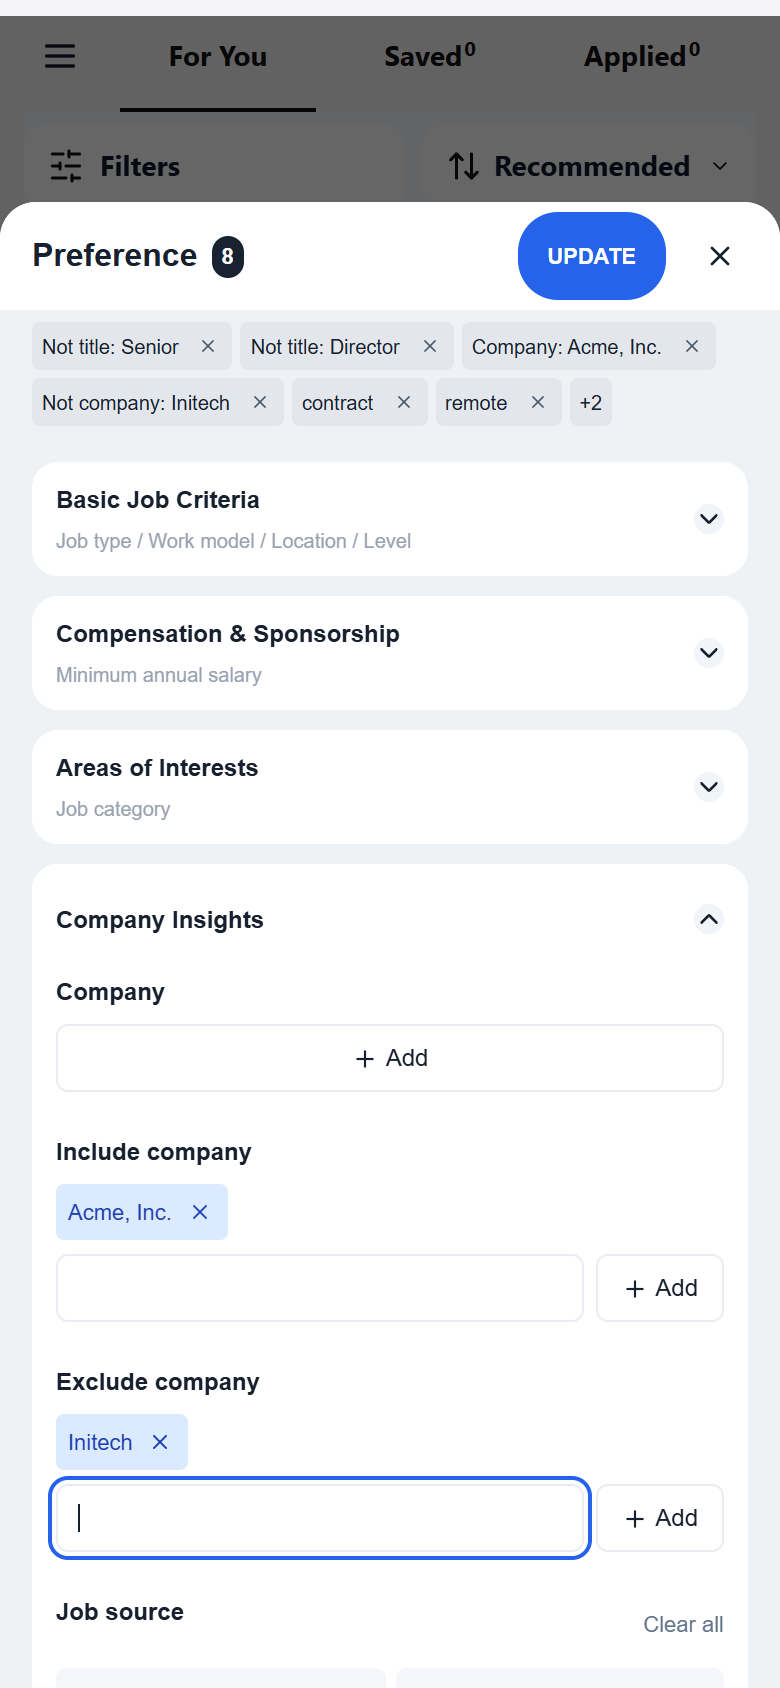 For You
Saved0
Applied0
Filters
Recommended
Preference 8
UPDATE
Not title: Senior
Not title: Director
Company: Acme, Inc.
Not company: Initech
contract
remote
+2
Basic Job Criteria
Job type / Work model / Location / Level
Compensation & Sponsorship
Minimum annual salary
Areas of Interests
Job category
Company Insights
Company
Add
Include company
Acme, Inc.
Add
Exclude company
Initech
Add
Job source
Clear all